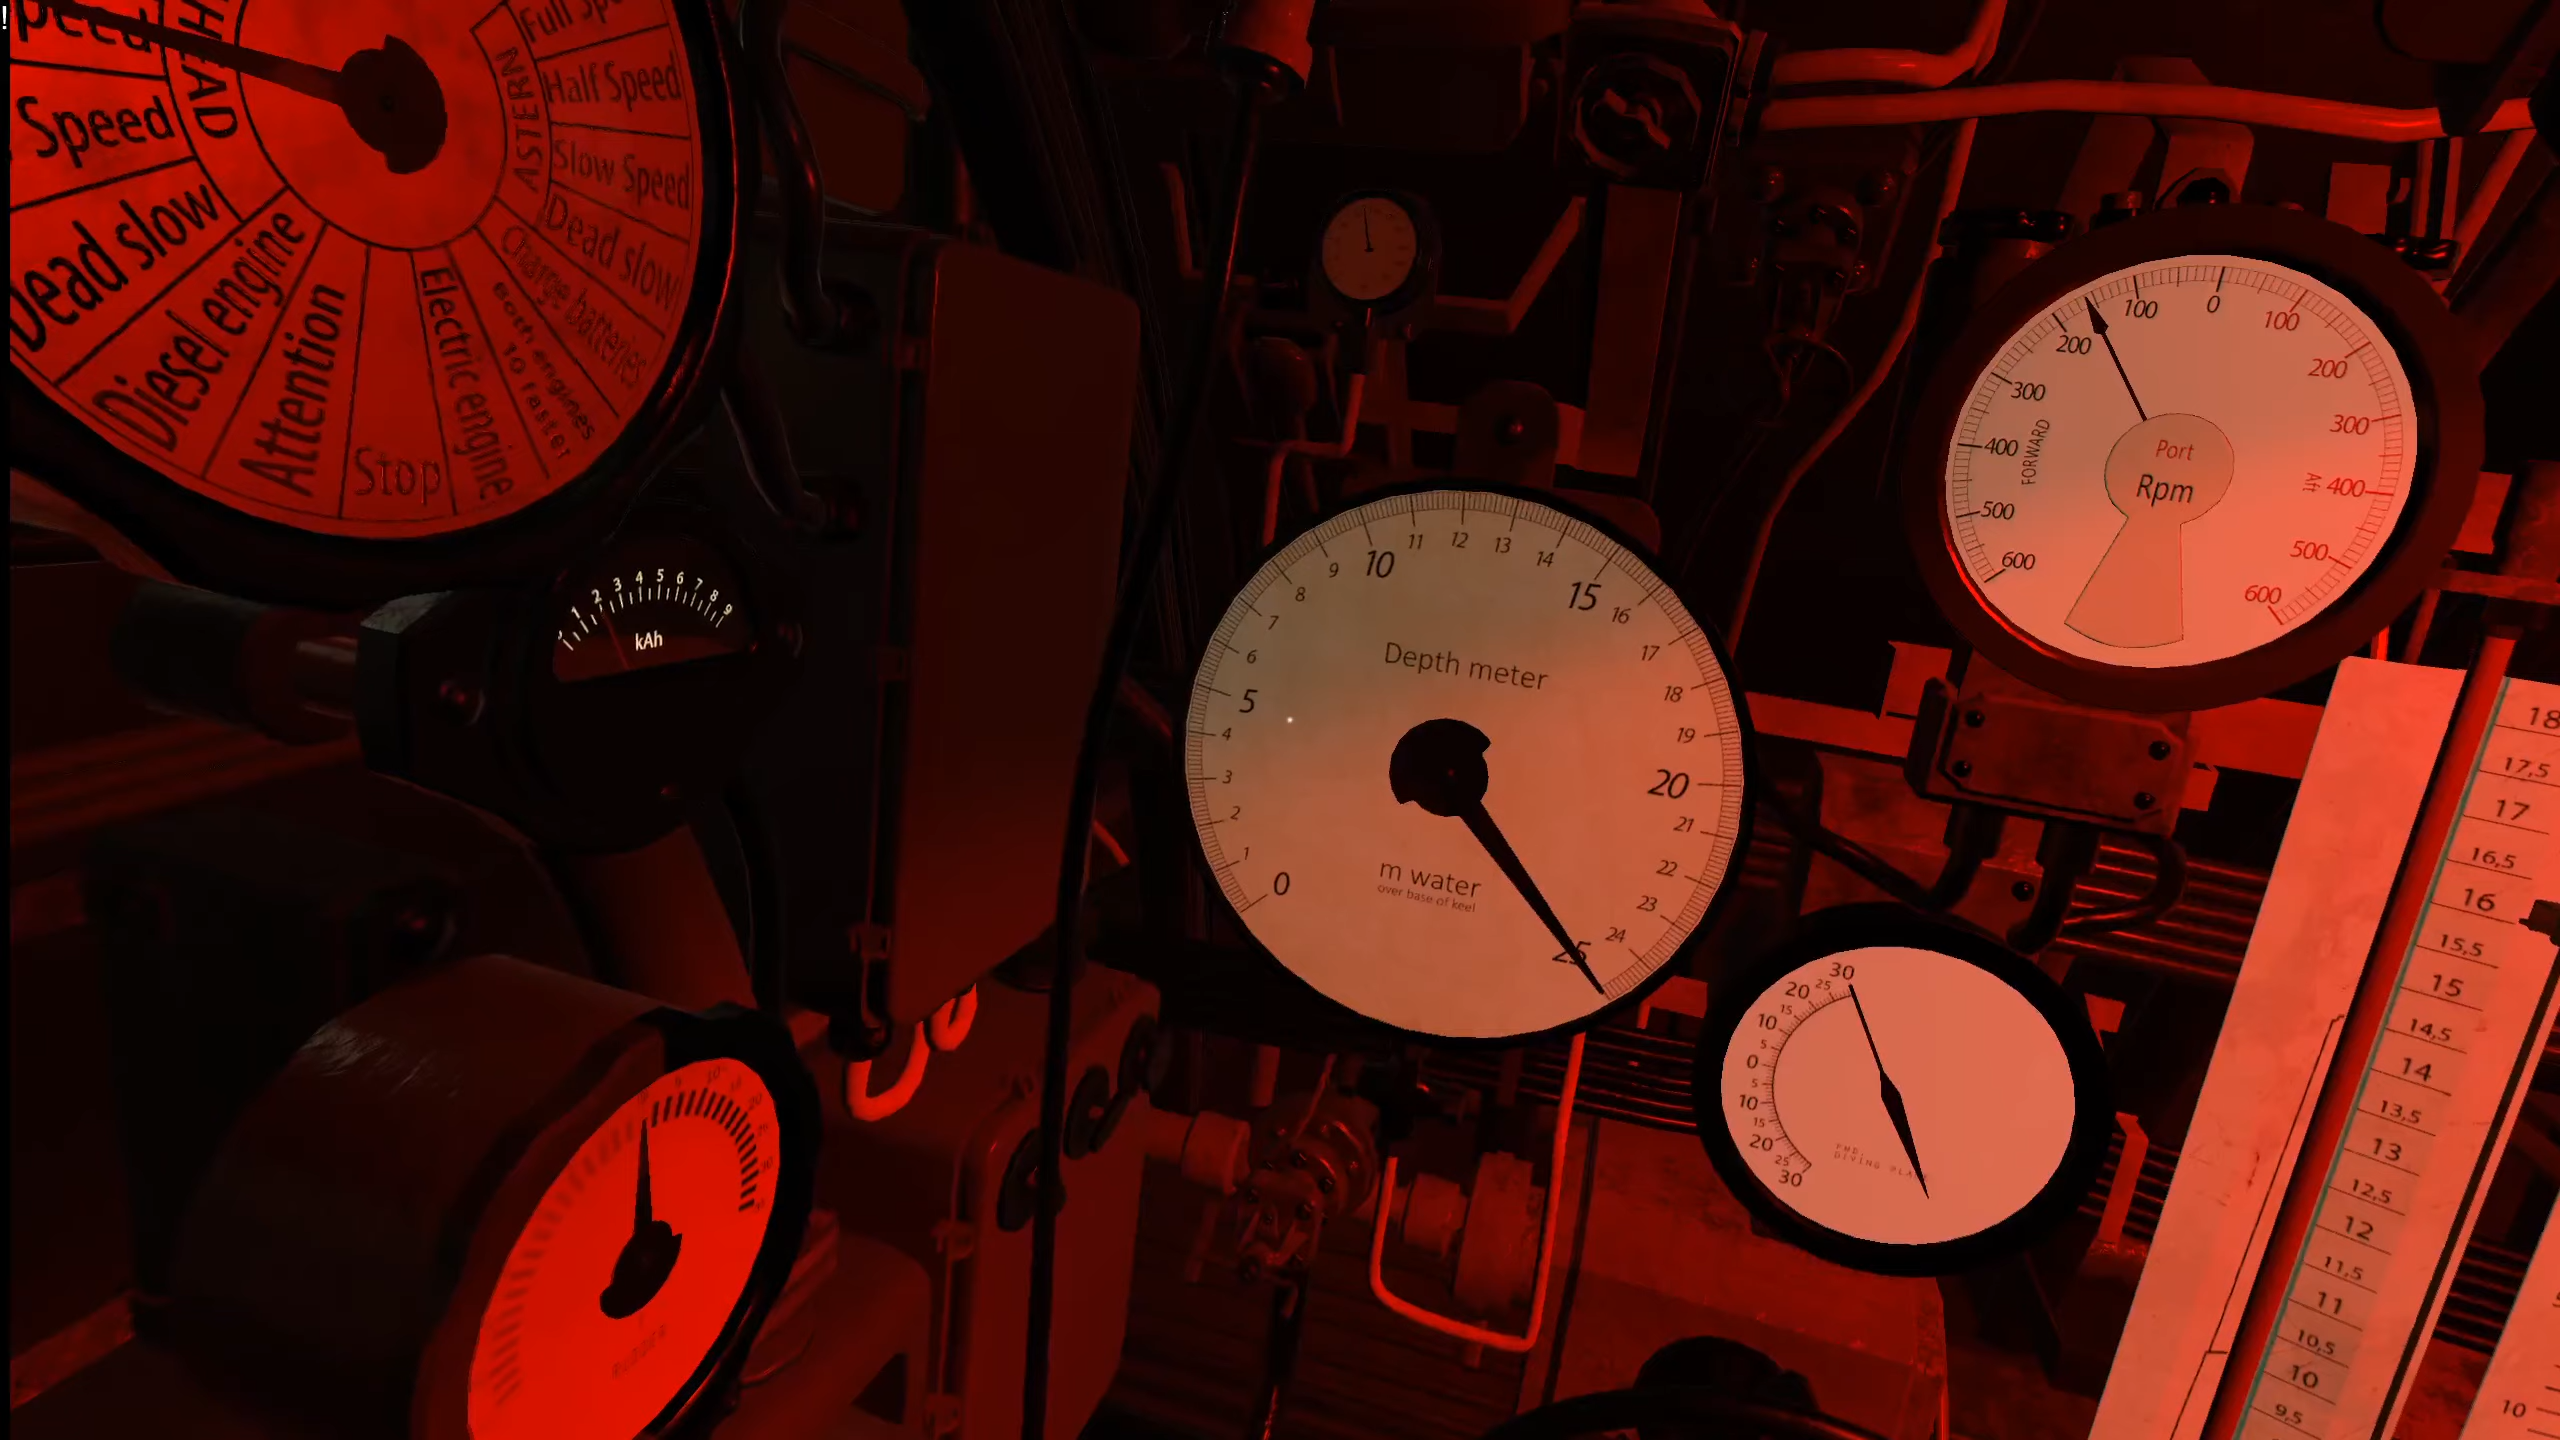 !
Speed
HEAD
Speed
Dead slow
Diesel engine
Attention
Stop
Electric engine
Both engines
10 faster
Charge batteries
Dead slow
Slow Speed
Half Speed
ASTERN
1 2 3 4 5 6 7 8 9
kAh
0 1 2 3 4 5 6 7 8 9 10 11 12 13 14 15 16 17 18 19 20 21 22 23 24 25
Depth meter
m water
over base of keel
600 500 400 300 200 100 0 100 200 300 400 500 600
FORWARD
Aft
Port
Rpm
30
25
20
15
10
5
0
5
10
15
20
25
30
18
17,5
17
16,5
16
15,5
15
14,5
14
13,5
13
12,5
12
11,5
11
10,5
10
9,5
10
RUDDER